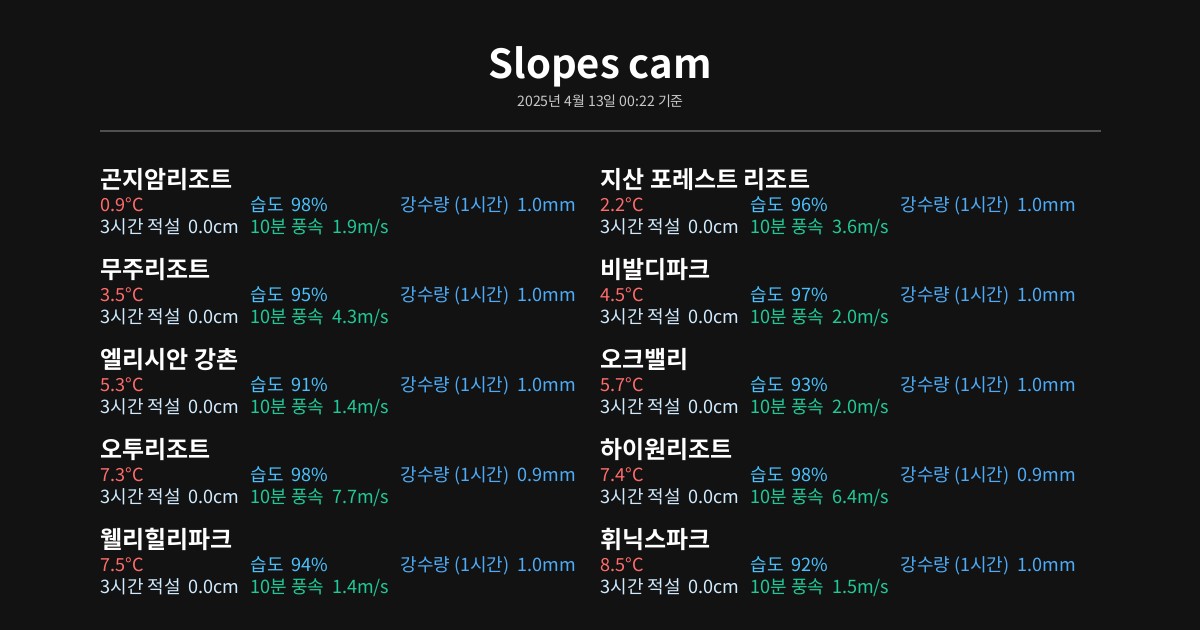 Slopes cam
2025년 4월 13일 00:22 기준
곤지암리조트
0.9°C 습도 98% 강수량 (1시간) 1.0mm
3시간 적설 0.0cm 10분 풍속 1.9m/s
지산 포레스트 리조트
2.2°C 습도 96% 강수량 (1시간) 1.0mm
3시간 적설 0.0cm 10분 풍속 3.6m/s
무주리조트
3.5°C 습도 95% 강수량 (1시간) 1.0mm
3시간 적설 0.0cm 10분 풍속 4.3m/s
비발디파크
4.5°C 습도 97% 강수량 (1시간) 1.0mm
3시간 적설 0.0cm 10분 풍속 2.0m/s
엘리시안 강촌
5.3°C 습도 91% 강수량 (1시간) 1.0mm
3시간 적설 0.0cm 10분 풍속 1.4m/s
오크밸리
5.7°C 습도 93% 강수량 (1시간) 1.0mm
3시간 적설 0.0cm 10분 풍속 2.0m/s
오투리조트
7.3°C 습도 98% 강수량 (1시간) 0.9mm
3시간 적설 0.0cm 10분 풍속 7.7m/s
하이원리조트
7.4°C 습도 98% 강수량 (1시간) 0.9mm
3시간 적설 0.0cm 10분 풍속 6.4m/s
웰리힐리파크
7.5°C 습도 94% 강수량 (1시간) 1.0mm
3시간 적설 0.0cm 10분 풍속 1.4m/s
휘닉스파크
8.5°C 습도 92% 강수량 (1시간) 1.0mm
3시간 적설 0.0cm 10분 풍속 1.5m/s